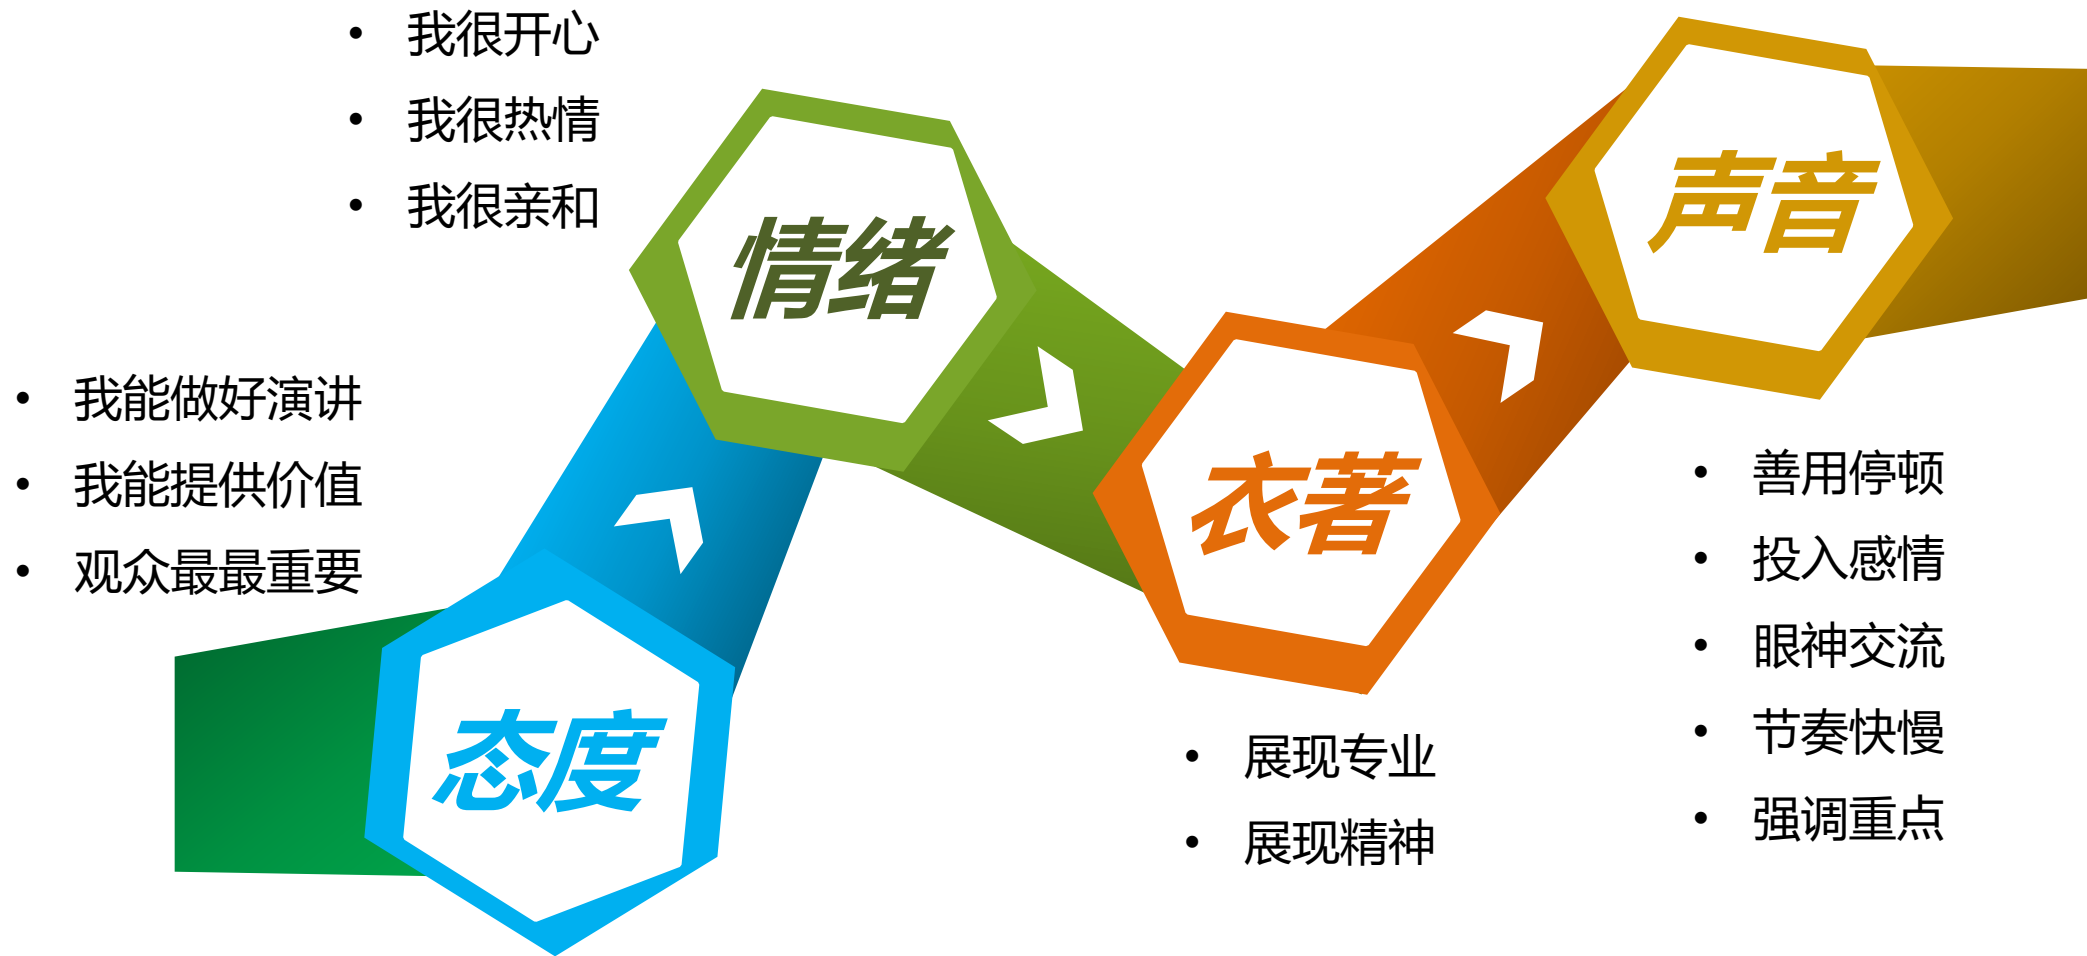 • 我很开心
• 我很热情
• 我很亲和
情绪
• 我能做好演讲
• 我能提供价值
• 观众最最重要
态度
衣著
• 展现专业
• 展现精神
声音
• 善用停顿
• 投入感情
• 眼神交流
• 节奏快慢
• 强调重点